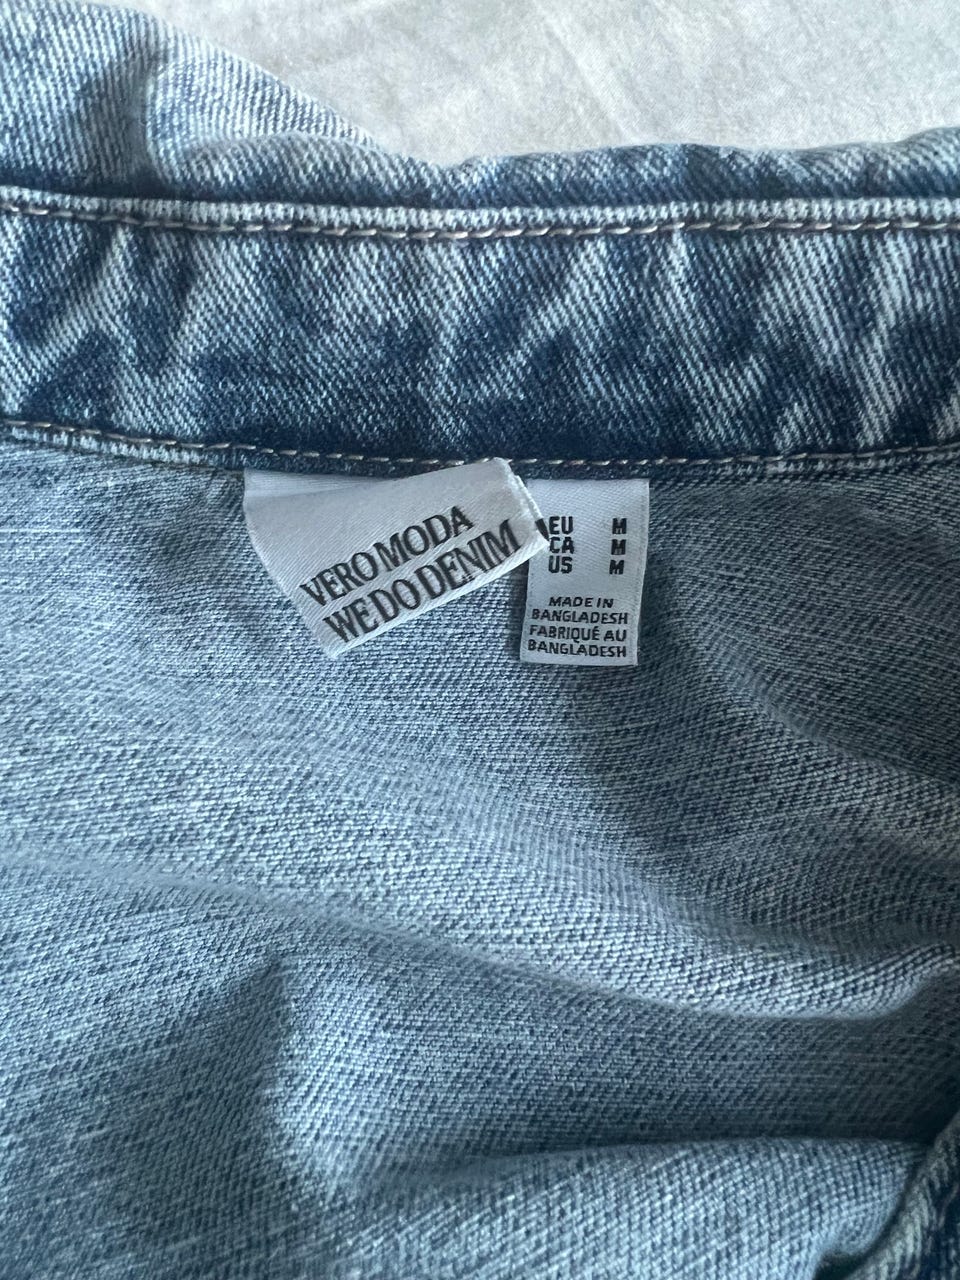 VERO MODA
WE DO DENIM
EU M
CA M
US M
MADE IN
BANGLADESH
FABRIQUÉ AU
BANGLADESH